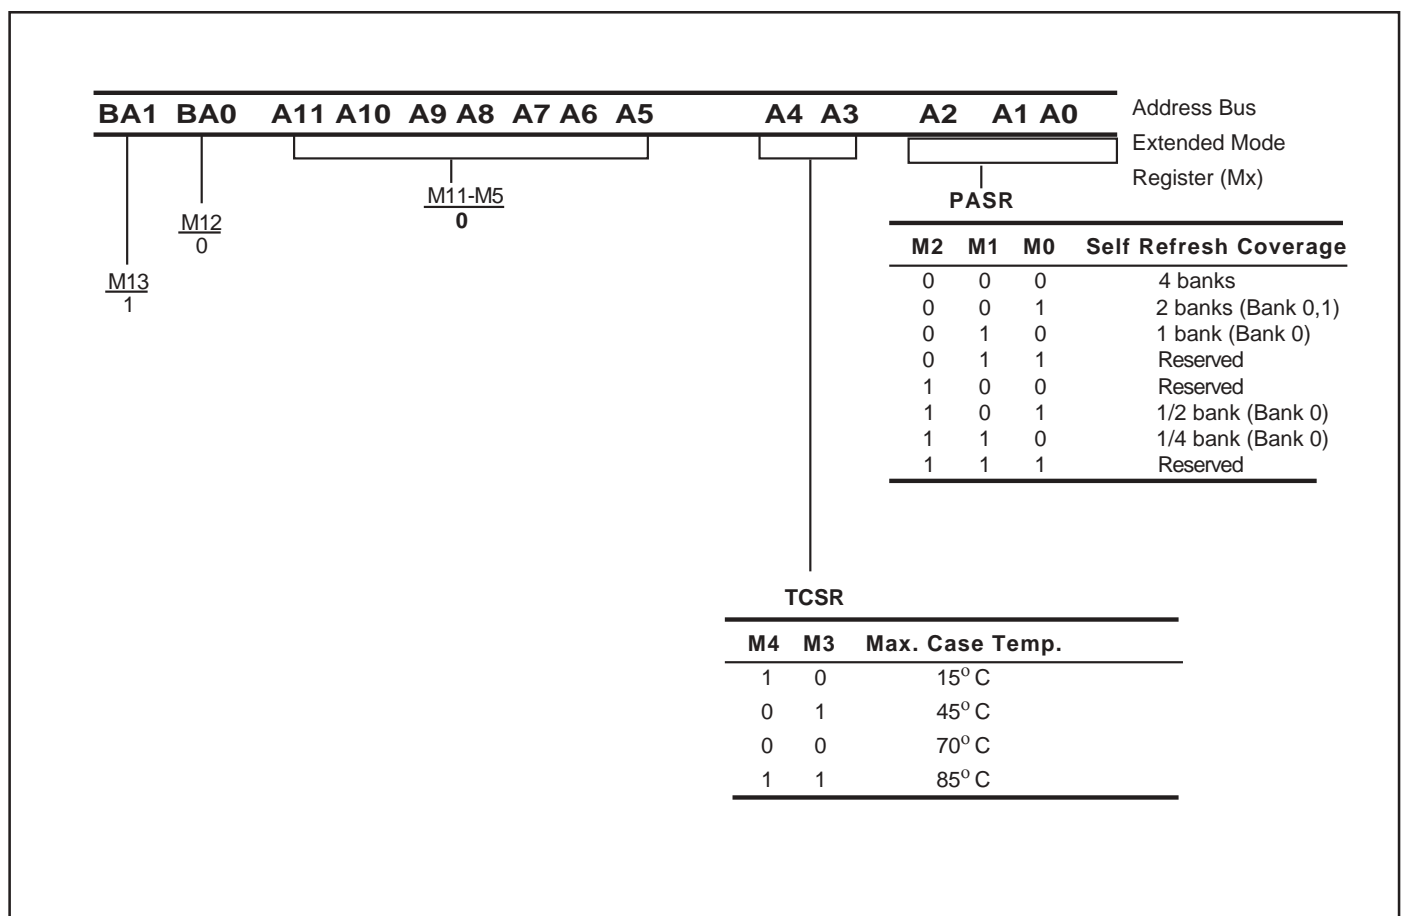 BA1 BA0 A11 A10 A9 A8 A7 A6 A5 A4 A3 A2 A1 A0 Address Bus
Extended Mode
Register (Mx)
M11-M5
0
M12
0
M13
1
PASR
M2 M1 M0 Self Refresh Coverage
0 0 0 4 banks
0 0 1 2 banks (Bank 0,1)
0 1 0 1 bank (Bank 0)
0 1 1 Reserved
1 0 0 Reserved
1 0 1 1/2 bank (Bank 0)
1 1 0 1/4 bank (Bank 0)
1 1 1 Reserved
TCSR
M4 M3 Max. Case Temp.
1 0 15º C
0 1 45º C
0 0 70º C
1 1 85º C